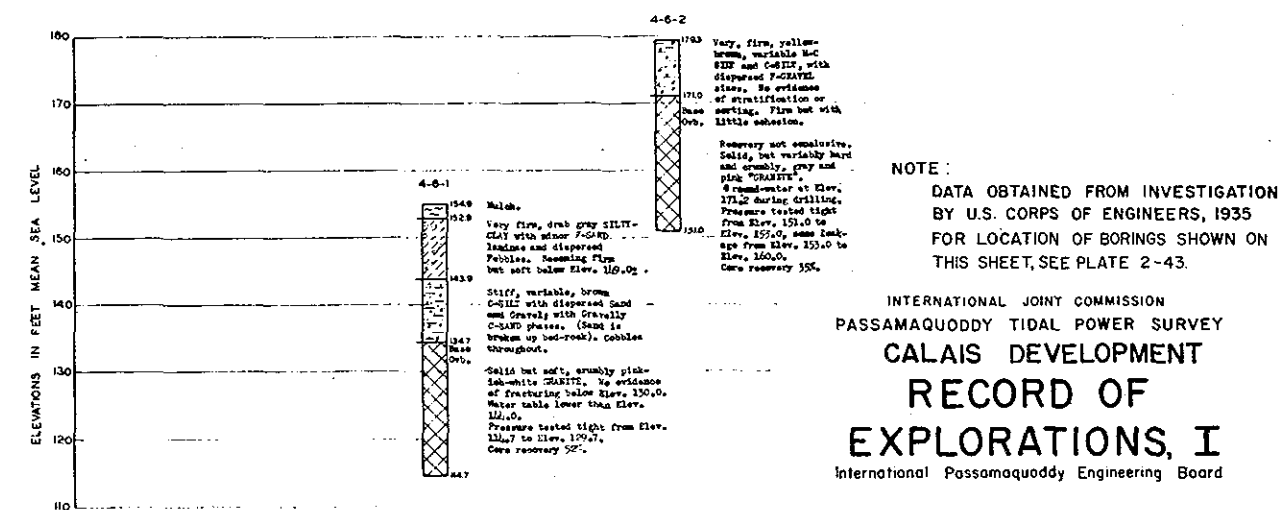 4-6-2
180
179.3
Very, firm, yellow-
brown, variable M-C
SILT and C-SILT, with
dispersed F-GRAVEL
sizes. No evidence
of stratification or
sorting. Firm but with
little cohesion.
170
171.0
Base
Ovb.
Recovery not
Solid, but variably hard
and crumbly, gray and
pink "GRANITE".
Ground-water at Elev.
171.2 during drilling.
Pressure tested tight
from Elev. 151.0 to
Elev. 153.0, some leak-
age from Elev. 153.0 to
Elev. 160.0.
Core recovery 35%.
151.0
160
150
140
130
120
110
ELEVATIONS IN FEET MEAN SEA LEVEL
4-6-1
154.9
Mulch.
152.9
Very firm, drab gray SILTY-
CLAY with minor F-SAND
laminae and dispersed
Pebbles. Seeming firm
but soft below Elev. 149.0±.
143.9
Stiff, variable, brown
C-SILT with dispersed Sand
and Gravel; with Gravelly
C-SAND phases. (Sand is
broken up bed-rock). Cobbles
throughout.
134.7
Base
Ovb.
Solid but soft, crumbly pink-
ish-white GRANITE. No evidence
of fracturing below Elev. 130.0.
Water table lower than Elev.
Pressure tested tight from Elev.
114.7 to Elev. 129.7.
Core recovery 52%.
NOTE:
DATA OBTAINED FROM INVESTIGATION
BY U.S. CORPS OF ENGINEERS, 1935
FOR LOCATION OF BORINGS SHOWN ON
THIS SHEET, SEE PLATE 2-43.
INTERNATIONAL JOINT COMMISSION
PASSAMAQUODDY TIDAL POWER SURVEY
CALAIS DEVELOPMENT
RECORD OF
EXPLORATIONS, I
International Passamaquoddy Engineering Board